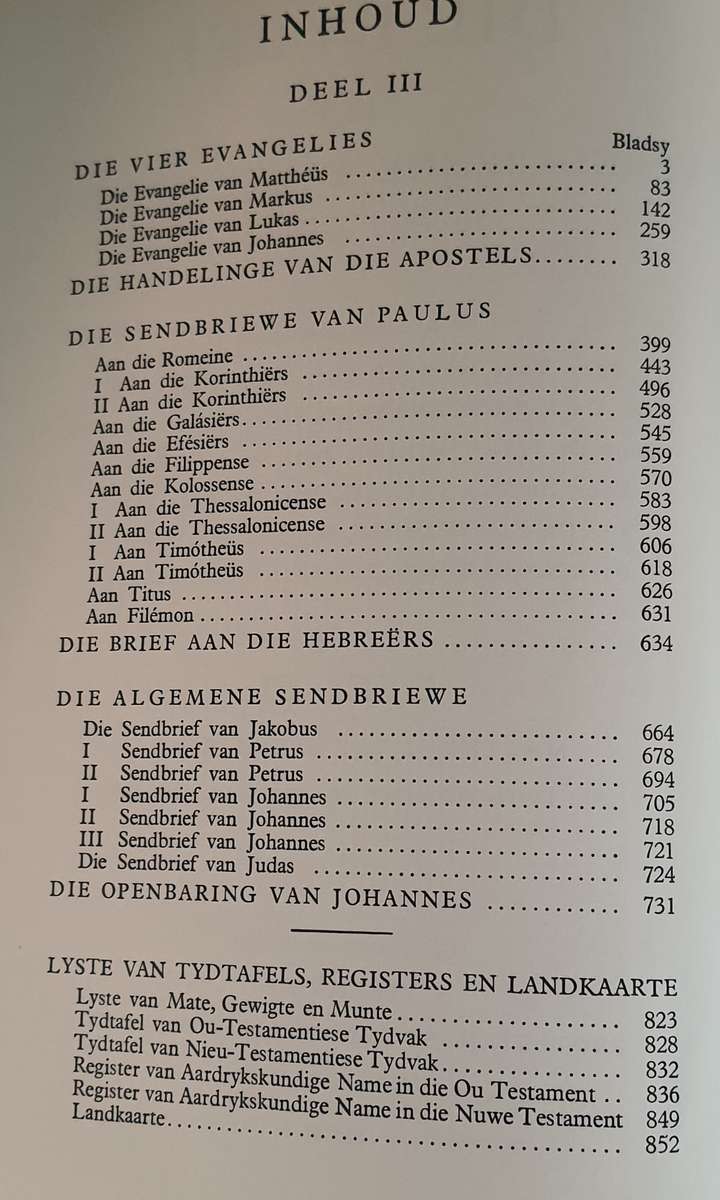 INHOUD
DEEL III
Bladsy
DIE VIER EVANGELIES
Die Evangelie van Matthéüs .......................... 3
Die Evangelie van Markus .......................... 83
Die Evangelie van Lukas .......................... 142
Die Evangelie van Johannes .......................... 259
DIE HANDELINGE VAN DIE APOSTELS........ 318
DIE SENDBRIEWE VAN PAULUS
Aan die Romeine .......................... 399
I Aan die Korinthiërs .......................... 443
II Aan die Korinthiërs .......................... 496
Aan die Galásiërs .......................... 528
Aan die Efésiërs .......................... 545
Aan die Filippense .......................... 559
Aan die Kolossense .......................... 570
I Aan die Thessalonicense .......................... 583
II Aan die Thessalonicense .......................... 598
I Aan Timótheüs .......................... 606
II Aan Timótheüs .......................... 618
Aan Titus .......................... 626
Aan Filémon .......................... 631
DIE BRIEF AAN DIE HEBREËRS ................ 634
DIE ALGEMENE SENDBRIEWE
Die Sendbrief van Jakobus .......................... 664
I Sendbrief van Petrus .......................... 678
II Sendbrief van Petrus .......................... 694
I Sendbrief van Johannes .......................... 705
II Sendbrief van Johannes .......................... 718
III Sendbrief van Johannes .......................... 721
Die Sendbrief van Judas .......................... 724
DIE OPENBARING VAN JOHANNES ............ 731
LYSTE VAN TYDTAFELS, REGISTERS EN LANDKAARTE
Lyste van Mate, Gewigte en Munte .................... 823
Tydtafel van Ou-Testamentiese Tydvak ................ 828
Tydtafel van Nieu-Testamentiese Tydvak ................ 832
Register van Aardrykskundige Name in die Ou Testament .. 836
Register van Aardrykskundige Name in die Nuwe Testament 849
Landkaarte .......................... 852